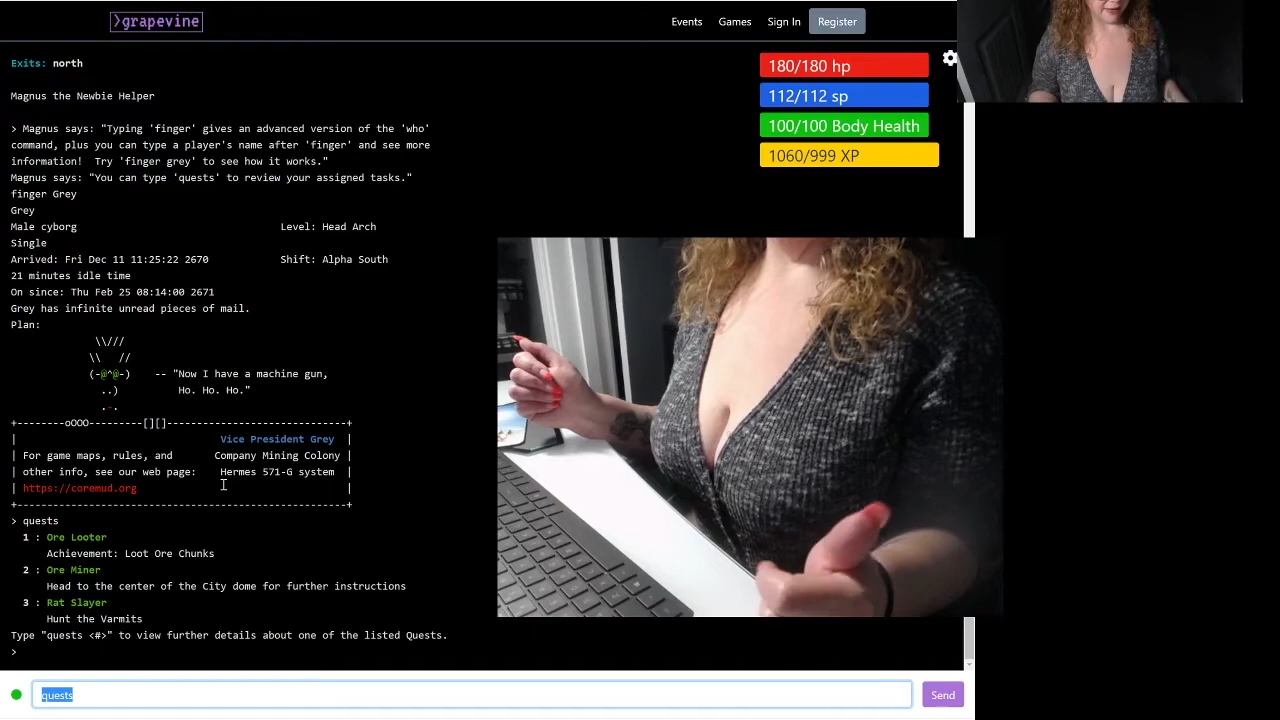 >grapevine
Events Games Sign In Register
Exits: north
180/180 hp
112/112 sp
100/100 Body Health
1060/999 XP
Magnus the Newbie Helper
> Magnus says: "Typing 'finger' gives an advanced version of the 'who'
command, plus you can type a player's name after 'finger' and see more
information!  Try 'finger grey' to see how it works."
Magnus says: "You can type 'quests' to review your assigned tasks."
finger Grey
Grey
Male cyborg Level: Head Arch
Single
Arrived: Fri Dec 11 11:25:22 2670 Shift: Alpha South
21 minutes idle time
On since: Thu Feb 25 08:14:00 2671
Grey has infinite unread pieces of mail.
Plan:
\\///
\\ //
(-@^@-) -- "Now I have a machine gun,
..) Ho. Ho. Ho."
.-.
+--------oOOO---------[][]------------------------------+
| Vice President Grey |
| For game maps, rules, and Company Mining Colony |
| other info, see our web page: Hermes 571-G system |
| https://coremud.org |
+-------------------------------------------------------+
> quests
1 : Ore Looter
Achievement: Loot Ore Chunks
2 : Ore Miner
Head to the center of the City dome for further instructions
3 : Rat Slayer
Hunt the Varmits
Type "quests <#>" to view further details about one of the listed Quests.
>
quests
Send